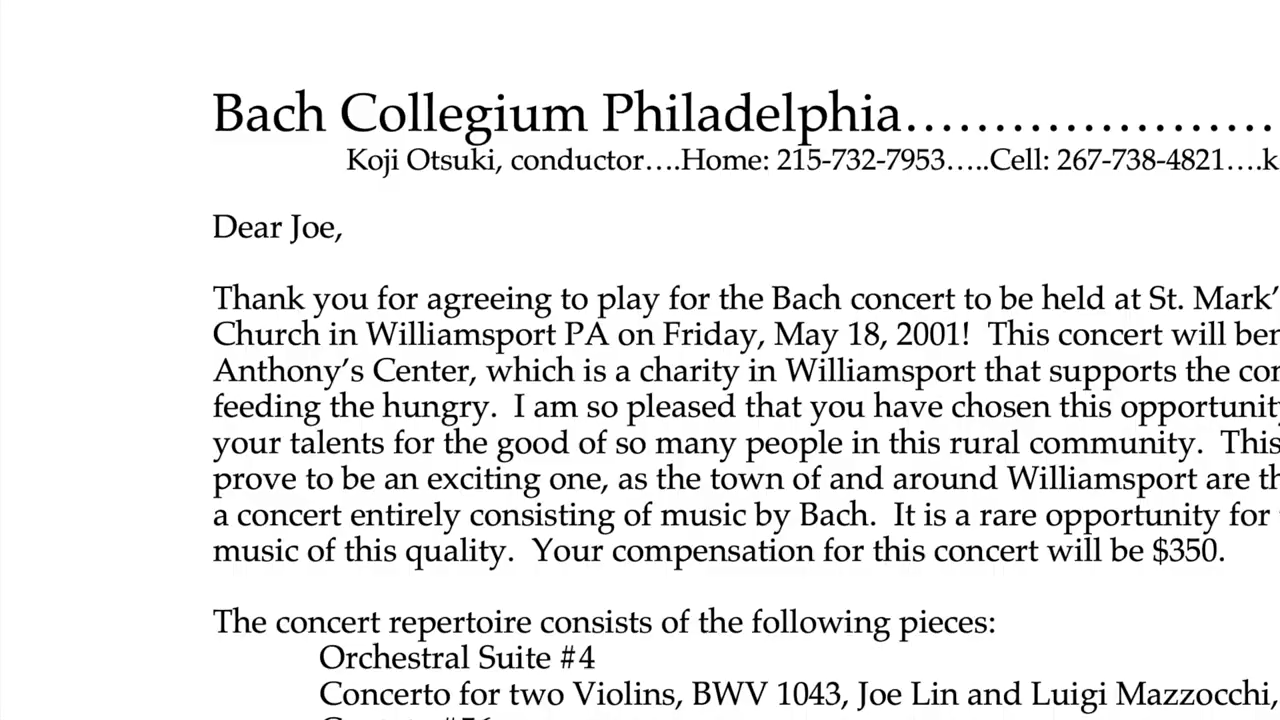 Bach Collegium Philadelphia.....................
Koji Otsuki, conductor….Home: 215-732-7953…..Cell: 267-738-4821….k
Dear Joe,
Thank you for agreeing to play for the Bach concert to be held at St. Mark’
Church in Williamsport PA on Friday, May 18, 2001!  This concert will ben
Anthony’s Center, which is a charity in Williamsport that supports the con
feeding the hungry.  I am so pleased that you have chosen this opportunity
your talents for the good of so many people in this rural community.  This
prove to be an exciting one, as the town of and around Williamsport are th
a concert entirely consisting of music by Bach.  It is a rare opportunity for
music of this quality.  Your compensation for this concert will be $350.
The concert repertoire consists of the following pieces:
Orchestral Suite #4
Concerto for two Violins, BWV 1043, Joe Lin and Luigi Mazzocchi,